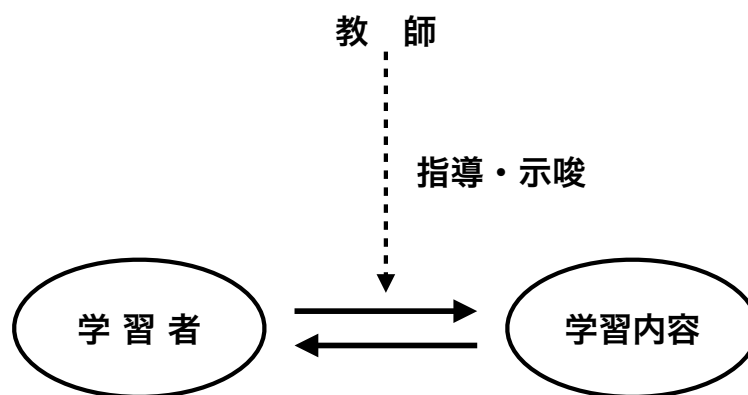 教　師
指導・示唆
学 習 者
学習内容